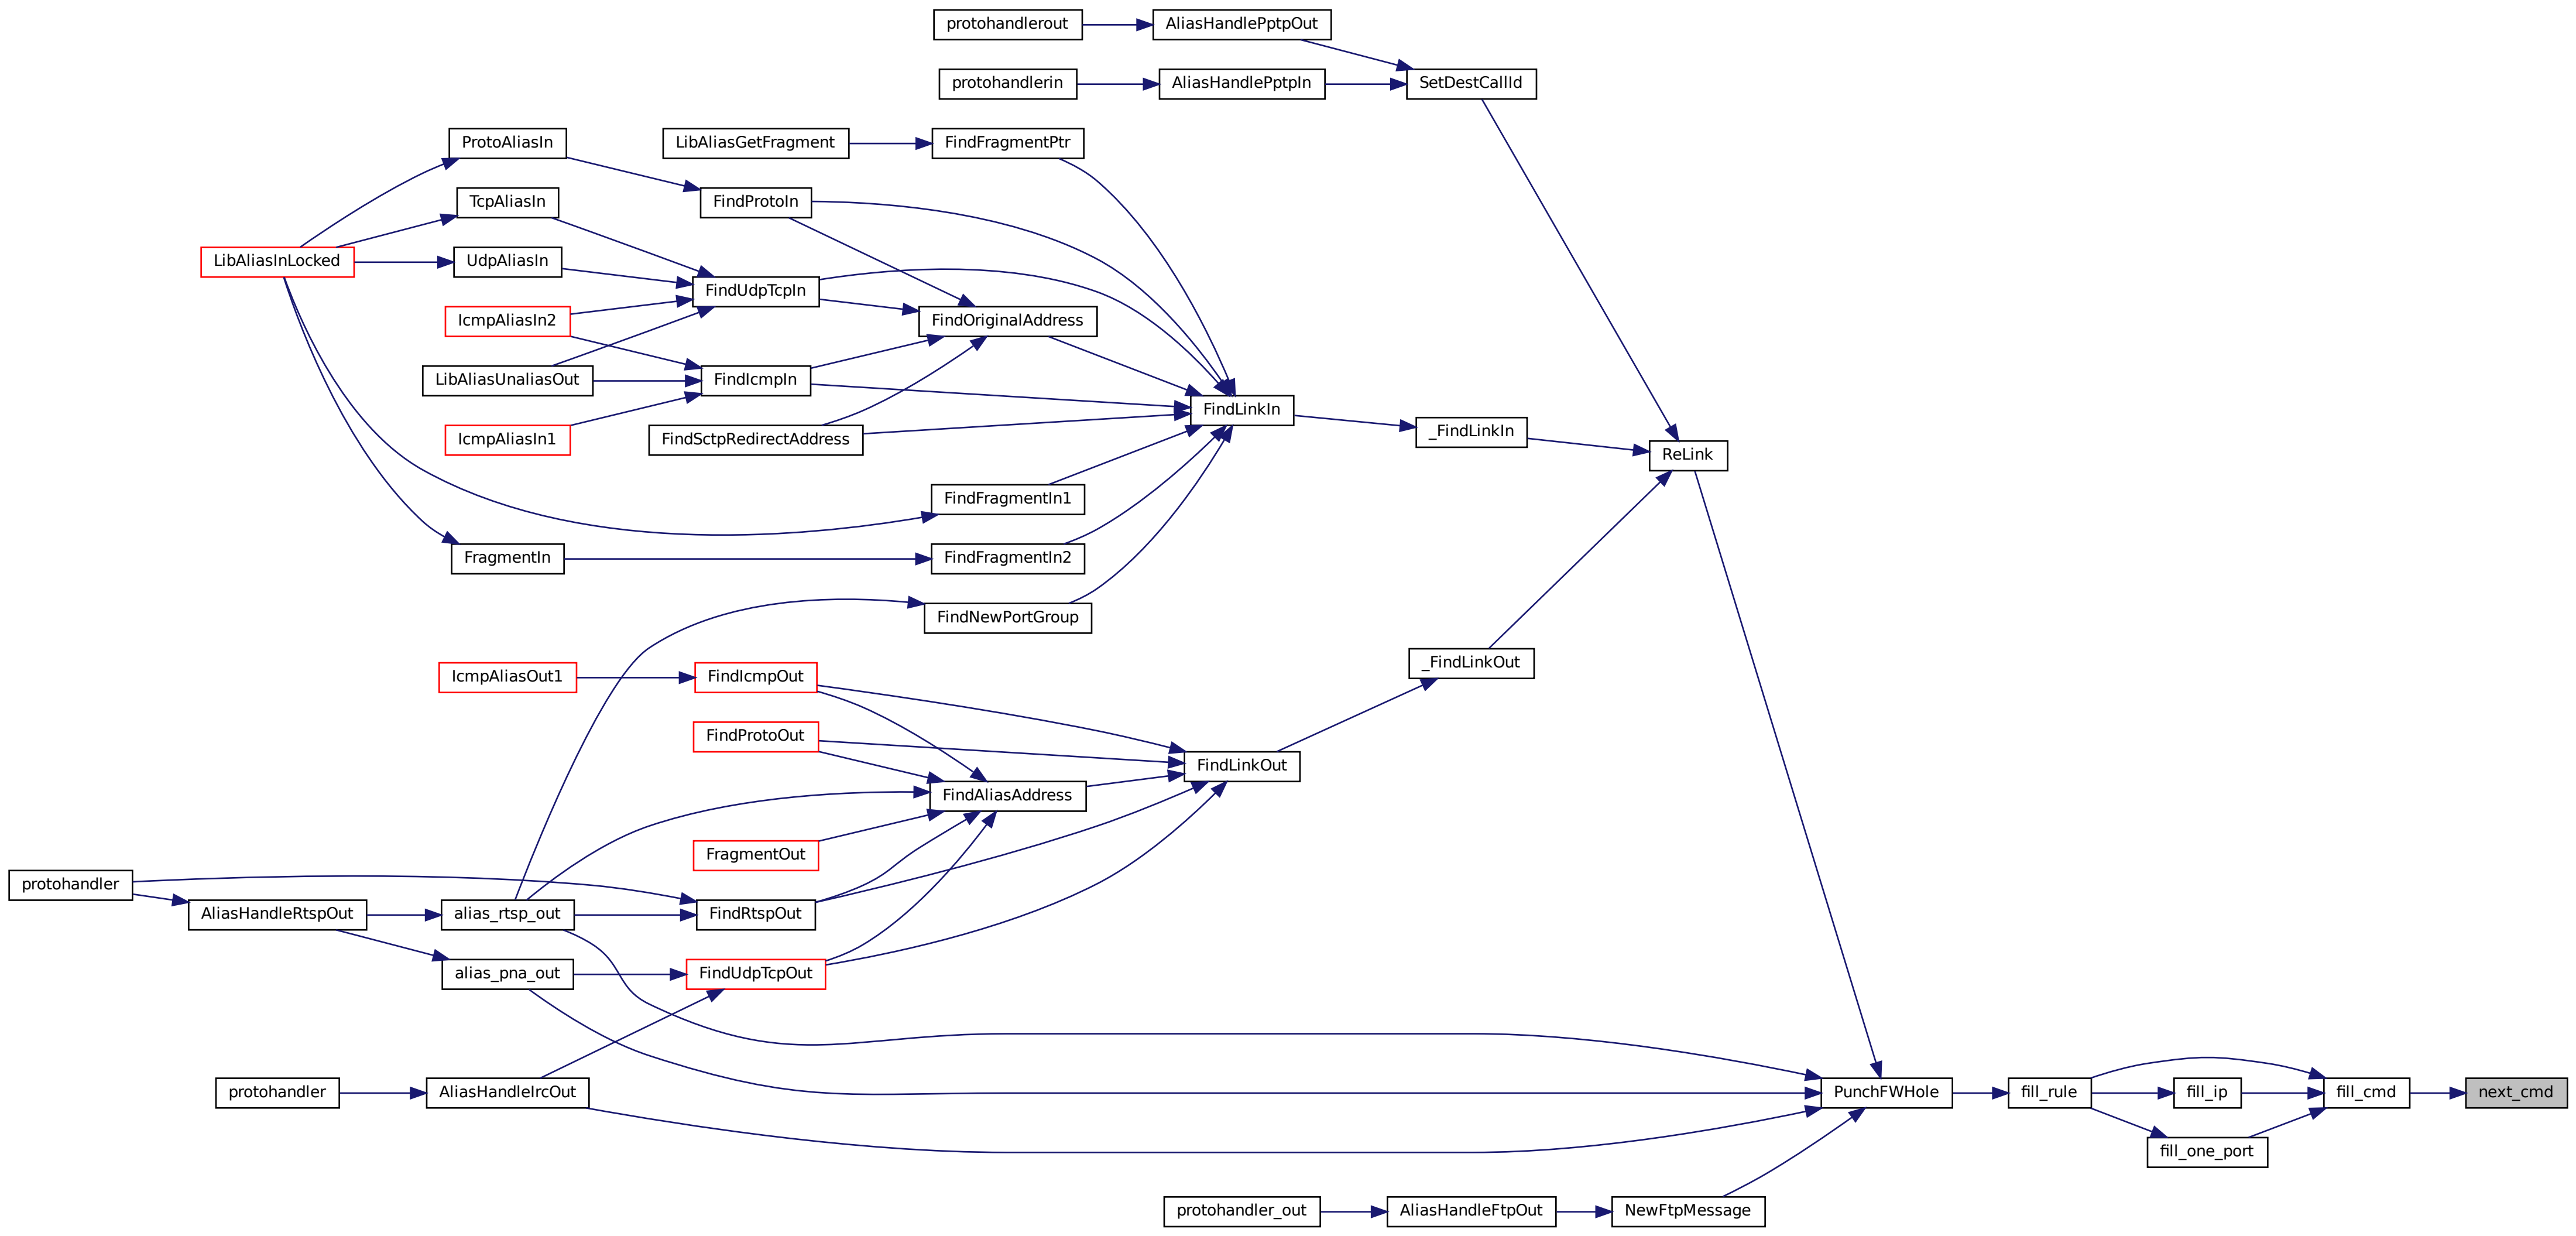 protohandlerout
AliasHandlePptpOut
protohandlerin
AliasHandlePptpIn
SetDestCallId
ProtoAliasIn
LibAliasGetFragment
FindFragmentPtr
TcpAliasIn
FindProtoIn
LibAliasInLocked
UdpAliasIn
FindUdpTcpIn
IcmpAliasIn2
FindOriginalAddress
LibAliasUnaliasOut
FindIcmpIn
FindLinkIn
IcmpAliasIn1
FindSctpRedirectAddress
_FindLinkIn
ReLink
FindFragmentIn1
FragmentIn
FindFragmentIn2
FindNewPortGroup
IcmpAliasOut1
FindIcmpOut
_FindLinkOut
FindProtoOut
FindLinkOut
FindAliasAddress
FragmentOut
protohandler
AliasHandleRtspOut
alias_rtsp_out
FindRtspOut
alias_pna_out
FindUdpTcpOut
protohandler
AliasHandleIrcOut
PunchFWHole
fill_rule
fill_ip
fill_cmd
next_cmd
fill_one_port
protohandler_out
AliasHandleFtpOut
NewFtpMessage